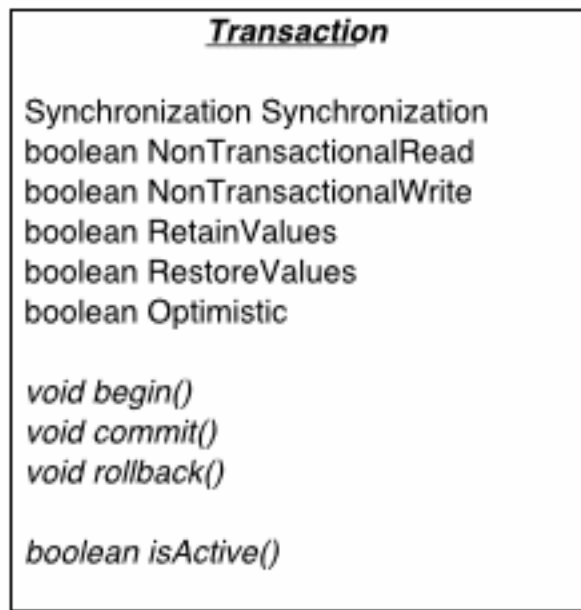 Transaction
Synchronization Synchronization
boolean NonTransactionalRead
boolean NonTransactionalWrite
boolean RetainValues
boolean RestoreValues
boolean Optimistic
void begin()
void commit()
void rollback()
boolean isActive()